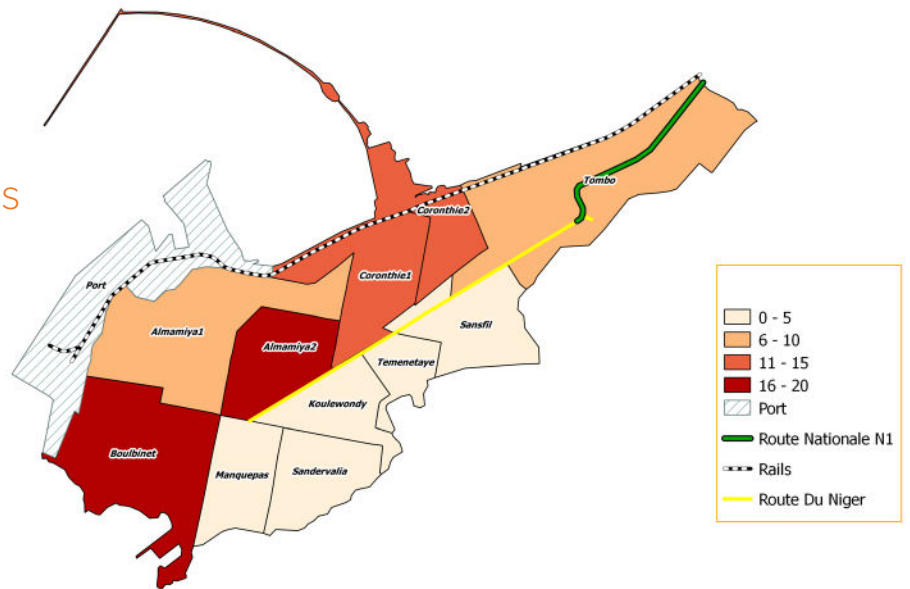 S
Tombo
Coronthie2
Port
Coronthie1
Almamiya1
Sansfil
Almamiya2
Temenetaye
Koulewondy
Boulbinet
Manquepas
Sandervalia
0 - 5
6 - 10
11 - 15
16 - 20
Port
Route Nationale N1
Rails
Route Du Niger